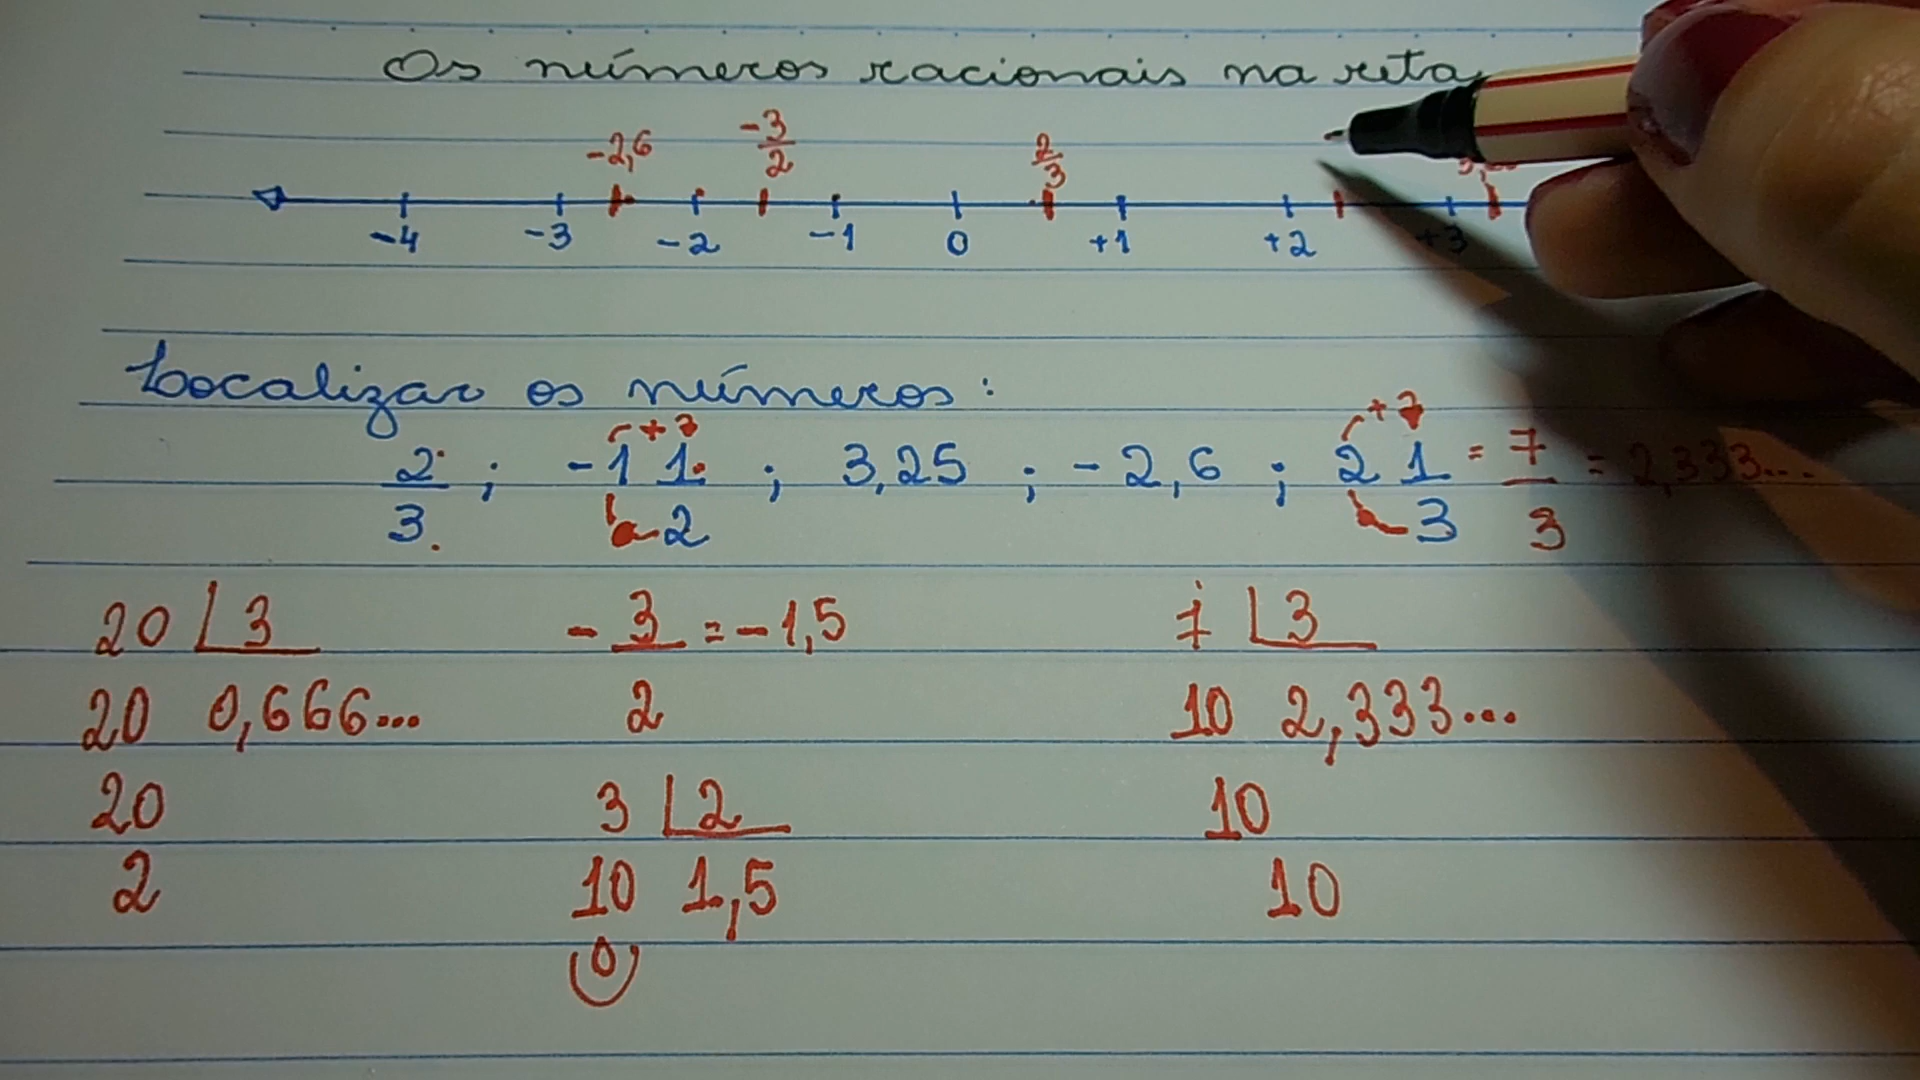 Os números racionais na reta
-2,6 -3/2 2/3
-4 -3 -2 -1 0 +1 +2 +3
Localizar os números:
2/3 ; -1 1/2 ; 3,25 ; -2,6 ; 2 1/3 = 7/3 = 2,333...
20 3 - 3/2 = -1,5 7 3
20 0,666... 10 2,333...
20 3 2 10
2 10 1,5 10
0